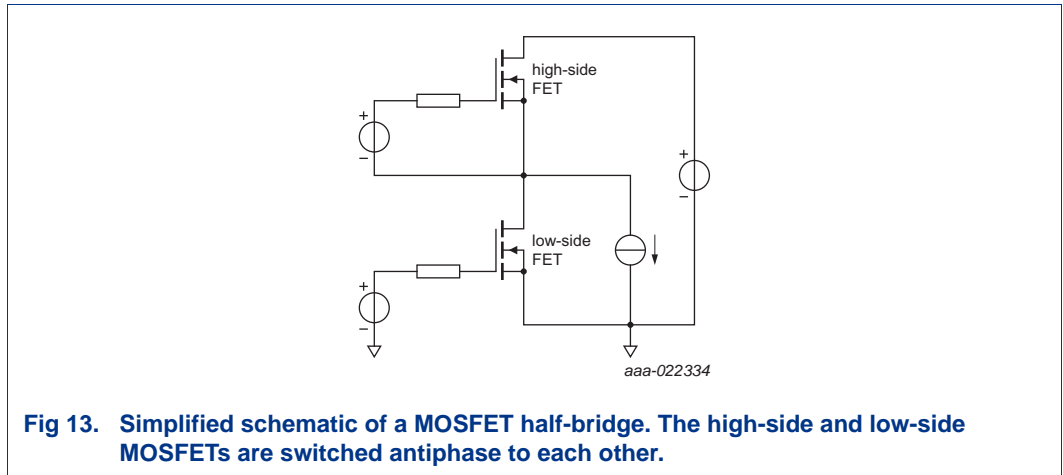 high-side
FET
+
−
+
−
low-side
FET
+
−
aaa-022334
Fig 13. Simplified schematic of a MOSFET half-bridge. The high-side and low-side
MOSFETs are switched antiphase to each other.